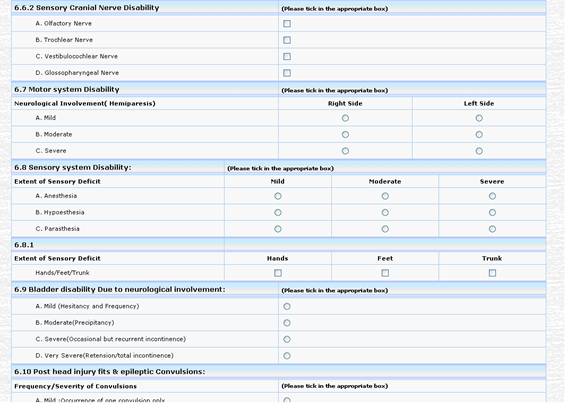 6.6.2 Sensory Cranial Nerve Disability (Please tick in the appropriate box)
A. Olfactory Nerve
B. Trochlear Nerve
C. Vestibulocochlear Nerve
D. Glossopharyngeal Nerve
6.7 Motor system Disability (Please tick in the appropriate box)
Neurological Involvement( Hemiparesis) Right Side Left Side
A. Mild
B. Moderate
C. Severe
6.8 Sensory system Disability: (Please tick in the appropriate box)
Extent of Sensory Deficit Mild Moderate Severe
A. Anesthesia
B. Hypoesthesia
C. Parasthesia
6.8.1
Extent of Sensory Deficit Hands Feet Trunk
Hands/Feet/Trunk
6.9 Bladder disability Due to neurological involvement: (Please tick in the appropriate box)
A. Mild (Hesitancy and Frequency)
B. Moderate(Precipitancy)
C. Severe(Occasional but recurrent incontinence)
D. Very Severe(Retension/total incontinence)
6.10 Post head injury fits & epileptic Convulsions:
Frequency/Severity of Convulsions (Please tick in the appropriate box)
A. Mild :Occurrence of one convulsion only